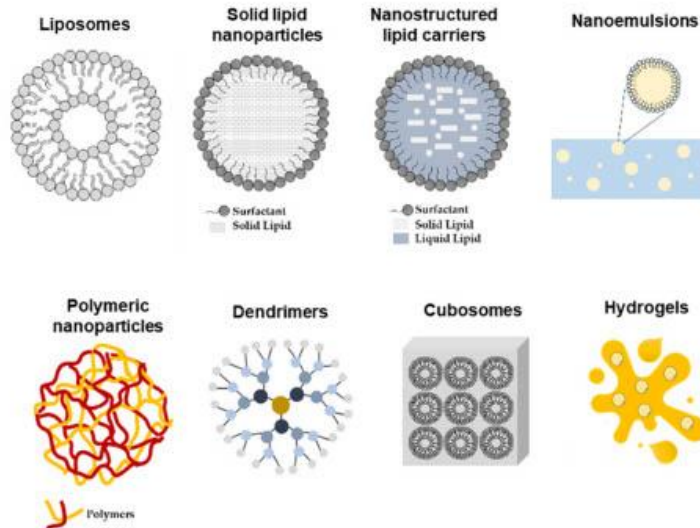 Liposomes
Solid lipid
nanoparticles
Nanostructured
lipid carriers
Nanoemulsions
Surfactant
Solid Lipid
Surfactant
Solid Lipid
Liquid Lipid
Polymeric
nanoparticles
Dendrimers
Cubosomes
Hydrogels
Polymers